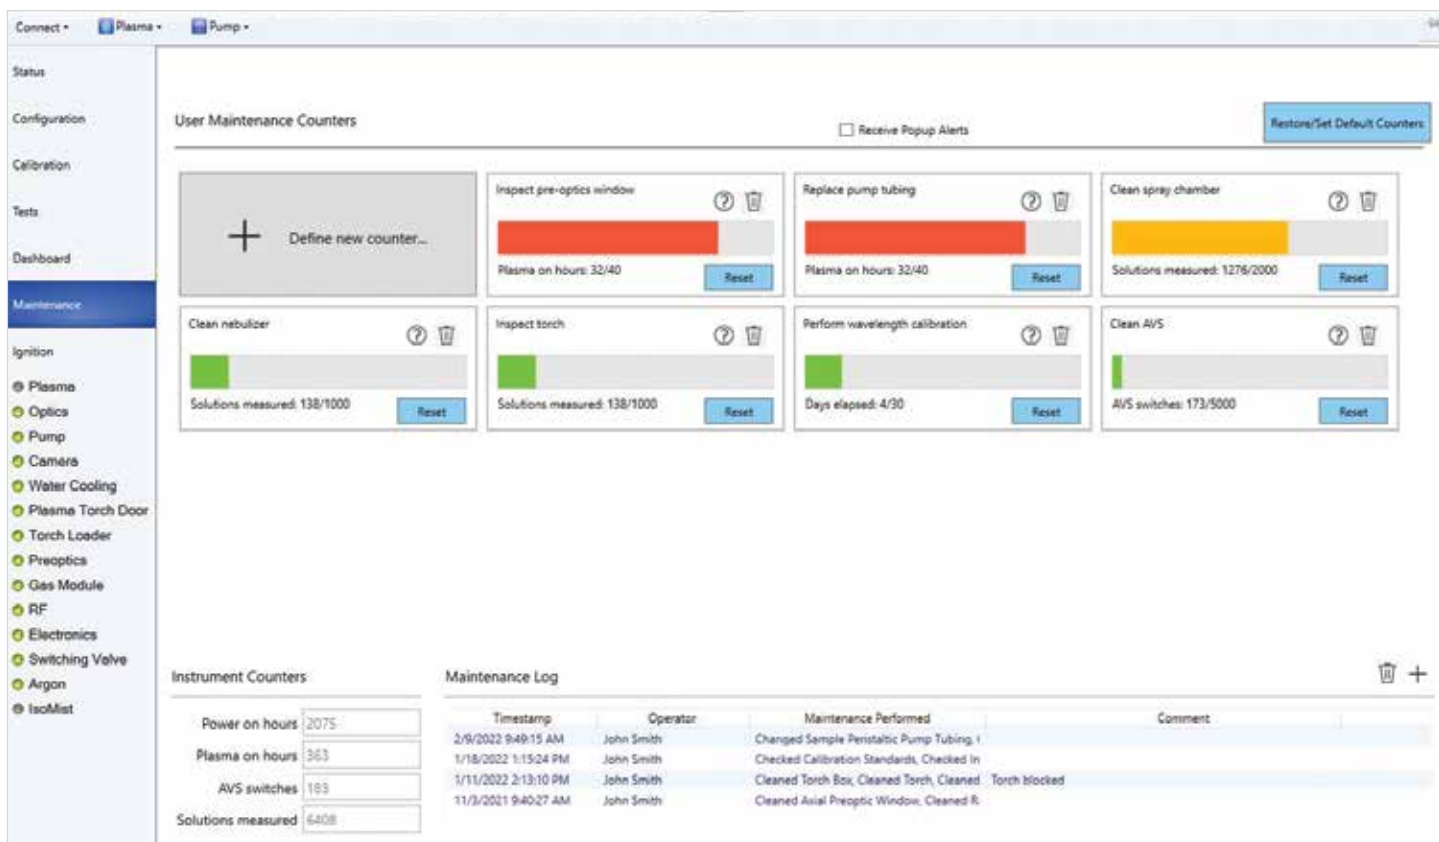 Connect
Plasma
Pump
Status
Configuration
Calibration
Tests
Dashboard
Maintenance
Ignition
Plasma
Optics
Pump
Camera
Water Cooling
Plasma Torch Door
Torch Loader
Preoptics
Gas Module
RF
Electronics
Switching Valve
Argon
IsoMist
User Maintenance Counters
Receive Popup Alerts
Restore/Set Default Counters
+ Define new counter...
Inspect pre-optics window
Plasma on hours: 32/40
Reset
Replace pump tubing
Plasma on hours: 32/40
Reset
Clean spray chamber
Solutions measured: 1276/2000
Reset
Clean nebulizer
Solutions measured: 138/1000
Reset
Inspect torch
Solutions measured: 138/1000
Reset
Perform wavelength calibration
Days elapsed: 4/30
Reset
Clean AVS
AVS switches: 173/5000
Reset
Instrument Counters
Power on hours 2075
Plasma on hours 363
AVS switches 183
Solutions measured 6408
Maintenance Log
Timestamp Operator Maintenance Performed Comment
2/9/2022 9:49:15 AM John Smith Changed Sample Peristaltic Pump Tubing,
1/18/2022 1:15:24 PM John Smith Checked Calibration Standards, Checked In
1/11/2022 2:13:10 PM John Smith Cleaned Torch Box, Cleaned Torch, Cleaned Torch blocked
11/3/2021 9:40:27 AM John Smith Cleaned Axial Preoptic Window, Cleaned R